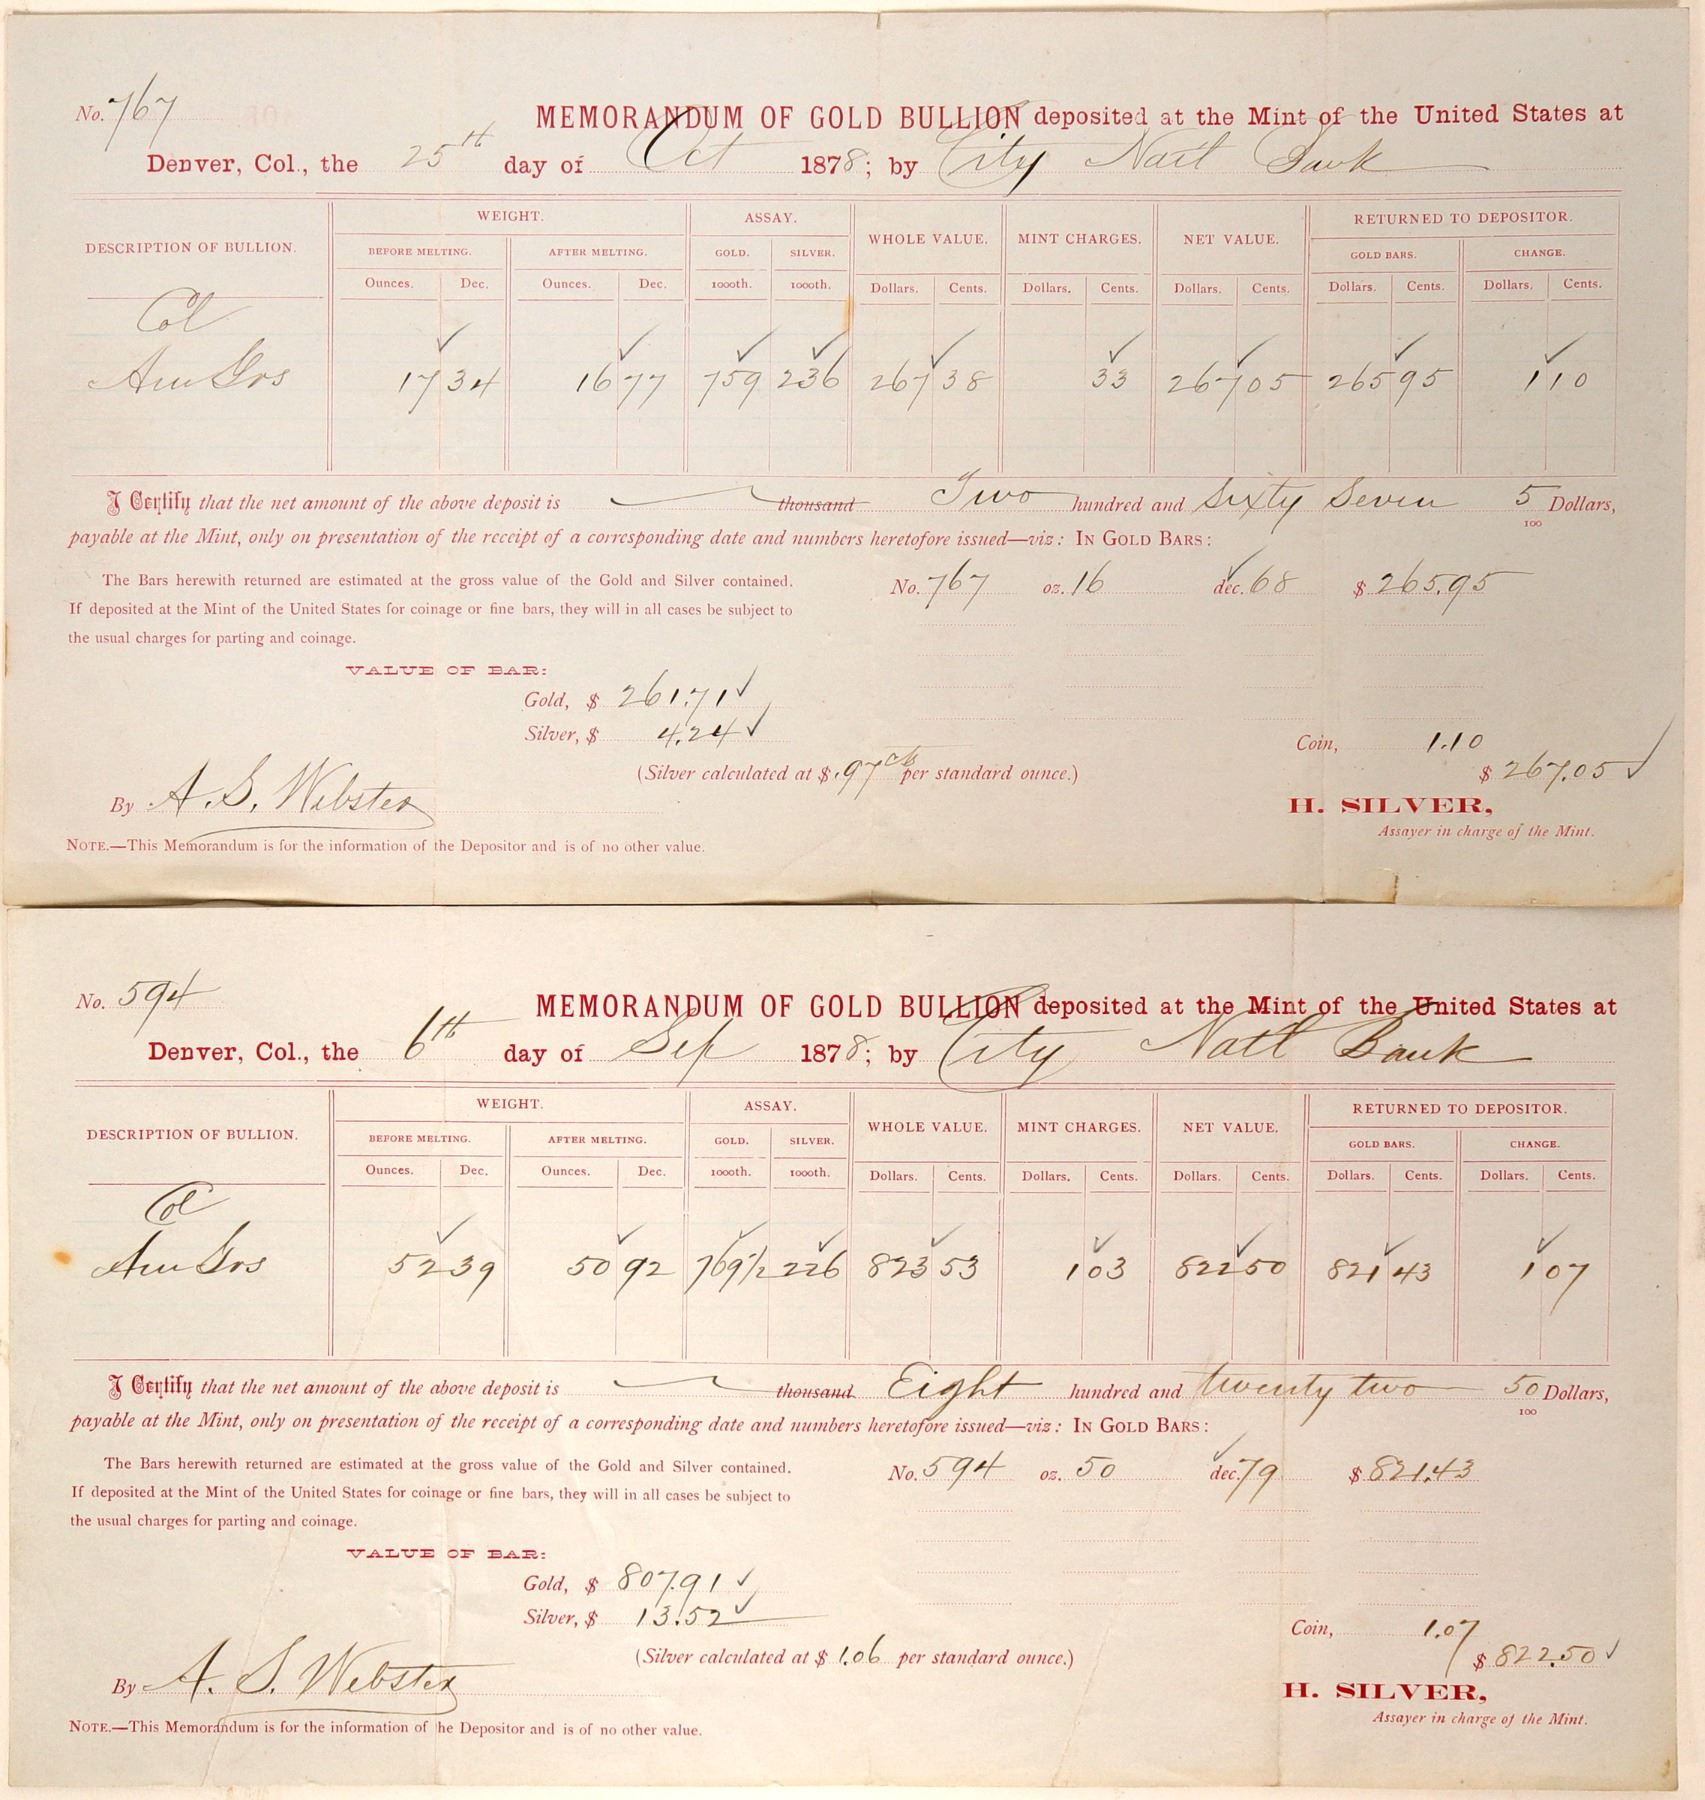 No. 767
MEMORANDUM OF GOLD BULLION deposited at the Mint of the United States at
Denver, Col., the 25th day of Oct 1878; by City Natl Bank
DESCRIPTION OF BULLION. WEIGHT. ASSAY. WHOLE VALUE. MINT CHARGES. NET VALUE. RETURNED TO DEPOSITOR.
BEFORE MELTING. AFTER MELTING. GOLD. SILVER. GOLD BARS. CHANGE.
Ounces. Dec. Ounces. Dec. 1000th. 1000th. Dollars. Cents. Dollars. Cents. Dollars. Cents. Dollars. Cents. Dollars. Cents.
Col
Am Grs 17 34 16 77 759 236 267 38 33 267 05 265 95 1 10
I Certify that the net amount of the above deposit is thousand Two hundred and Sixty Seven 5/100 Dollars,
payable at the Mint, only on presentation of the receipt of a corresponding date and numbers heretofore issued—viz: IN GOLD BARS:
The Bars herewith returned are estimated at the gross value of the Gold and Silver contained.
If deposited at the Mint of the United States for coinage or fine bars, they will in all cases be subject to
the usual charges for parting and coinage.
No. 767 oz. 16 dec. 68 $ 265.95
VALUE OF BAR:
Gold, $ 261.71
Silver, $ 4.24
(Silver calculated at $ .97 cts per standard ounce.)
Coin, 1.10
$ 267.05
By A. S. Webster
H. SILVER,
Assayer in charge of the Mint.
NOTE.—This Memorandum is for the information of the Depositor and is of no other value.
No. 594
MEMORANDUM OF GOLD BULLION deposited at the Mint of the United States at
Denver, Col., the 6th day of Sep 1878; by City Natl Bank
DESCRIPTION OF BULLION. WEIGHT. ASSAY. WHOLE VALUE. MINT CHARGES. NET VALUE. RETURNED TO DEPOSITOR.
BEFORE MELTING. AFTER MELTING. GOLD. SILVER. GOLD BARS. CHANGE.
Ounces. Dec. Ounces. Dec. 1000th. 1000th. Dollars. Cents. Dollars. Cents. Dollars. Cents. Dollars. Cents. Dollars. Cents.
Col
Am Grs 52 39 50 92 769 1/2 226 823 53 1 03 822 50 821 43 1 07
I Certify that the net amount of the above deposit is thousand Eight hundred and twenty two 50/100 Dollars,
payable at the Mint, only on presentation of the receipt of a corresponding date and numbers heretofore issued—viz: IN GOLD BARS:
The Bars herewith returned are estimated at the gross value of the Gold and Silver contained.
If deposited at the Mint of the United States for coinage or fine bars, they will in all cases be subject to
the usual charges for parting and coinage.
No. 594 oz. 50 dec. 79 $ 821.43
VALUE OF BAR:
Gold, $ 807.91
Silver, $ 13.52
(Silver calculated at $ 1.06 per standard ounce.)
Coin, 1.07
$ 822.50
By A. S. Webster
H. SILVER,
Assayer in charge of the Mint.
NOTE.—This Memorandum is for the information of the Depositor and is of no other value.